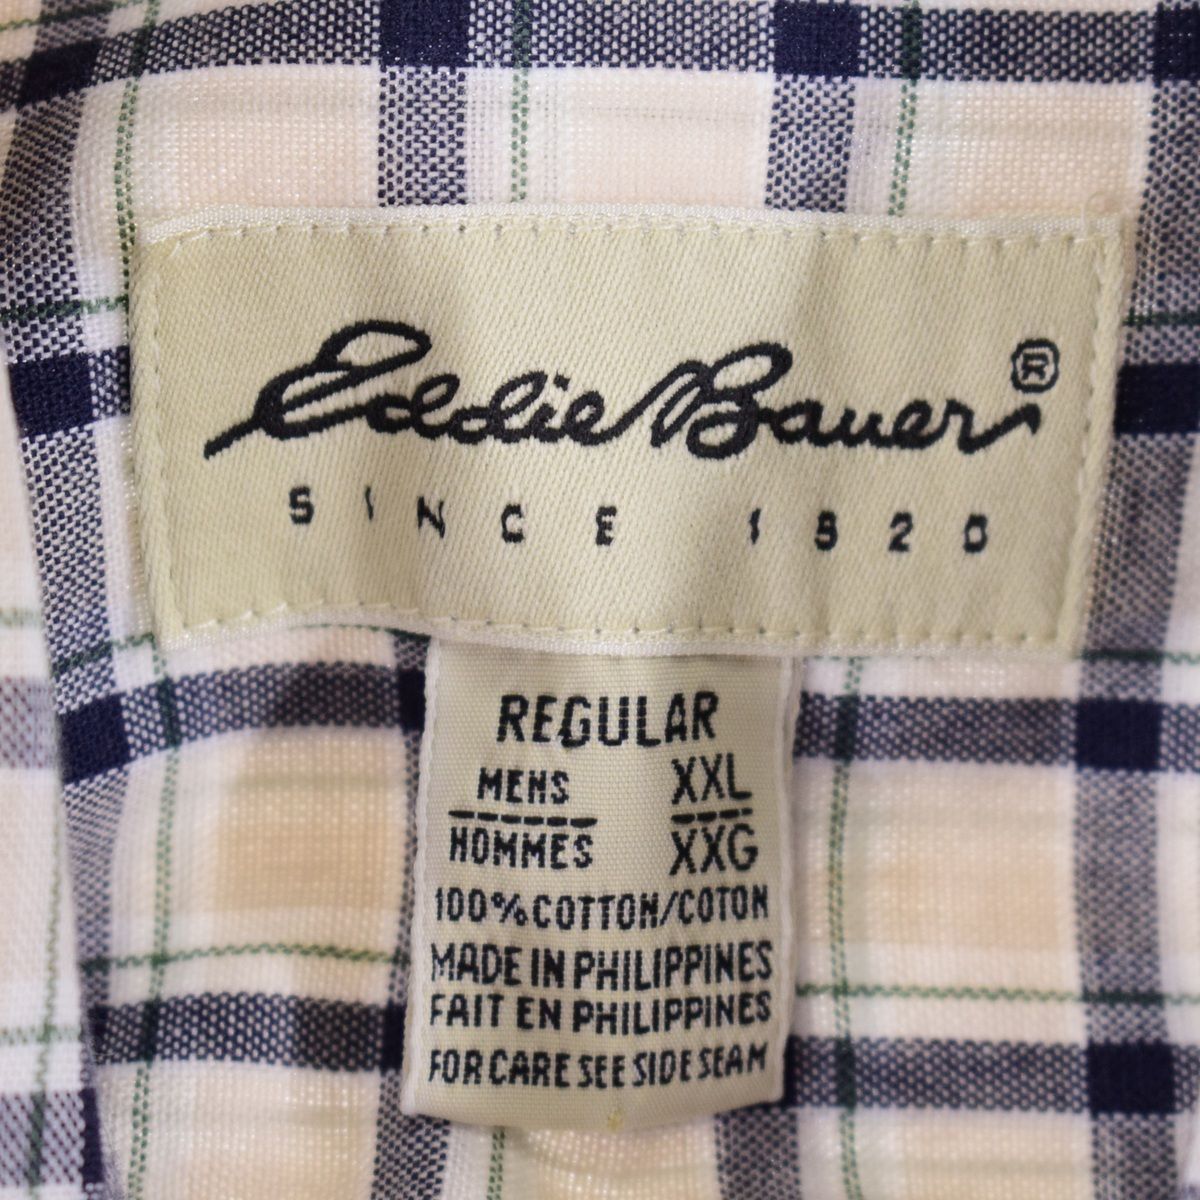 Eddie Bauer®
SINCE 1920
REGULAR
MENS XXL
HOMMES XXG
100% COTTON/COTON
MADE IN PHILIPPINES
FAIT EN PHILIPPINES
FOR CARE SEE SIDE SEAM